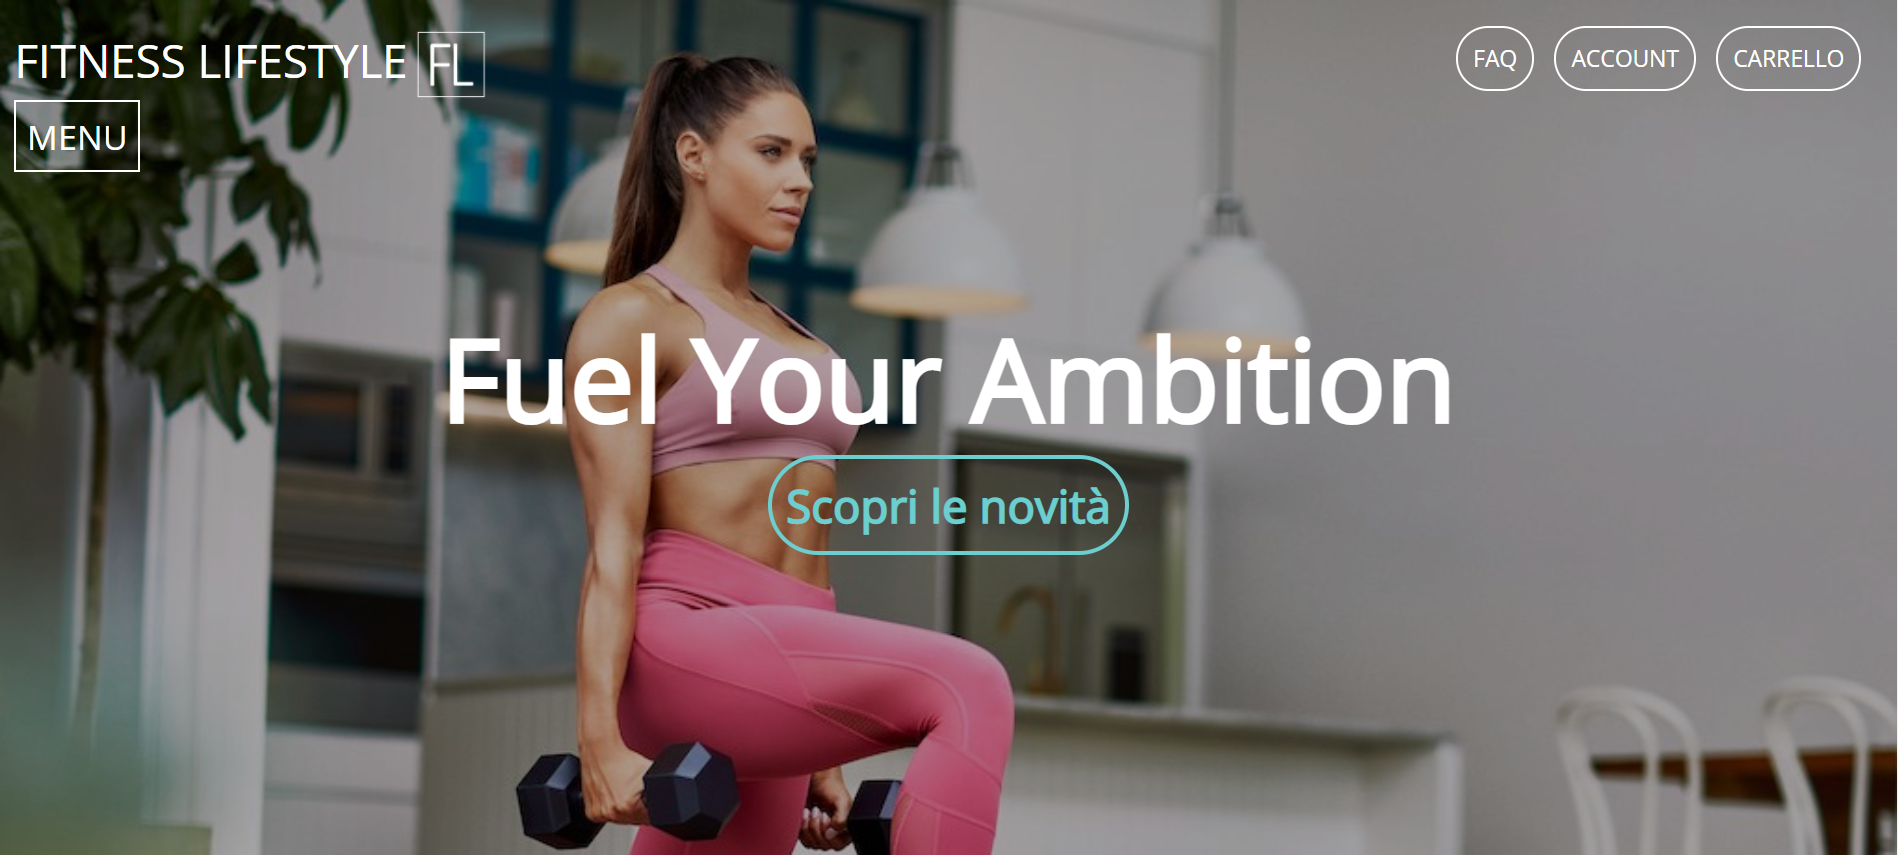 FITNESS LIFESTYLE FL
FAQ ACCOUNT CARRELLO
MENU
Fuel Your Ambition
Scopri le novità